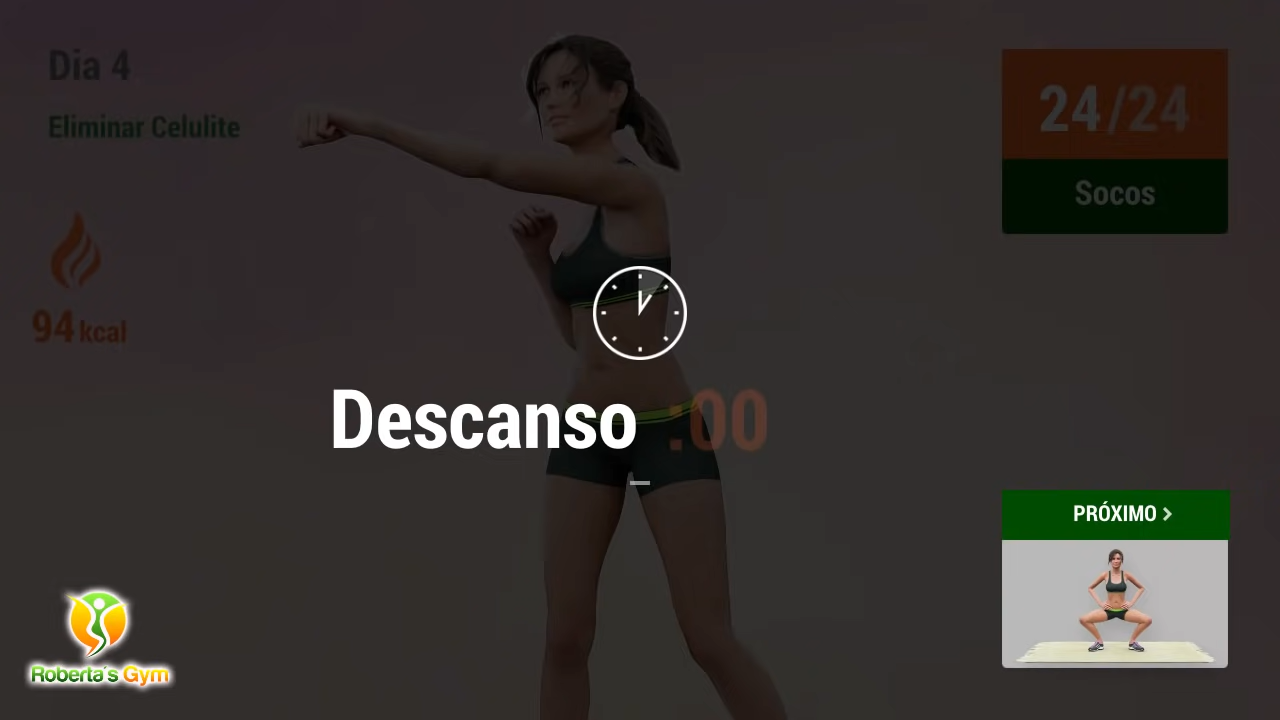 Dia 4
Eliminar Celulite
94 kcal
24/24
Socos
Descanso :00
PRÓXIMO >
Roberta's Gym